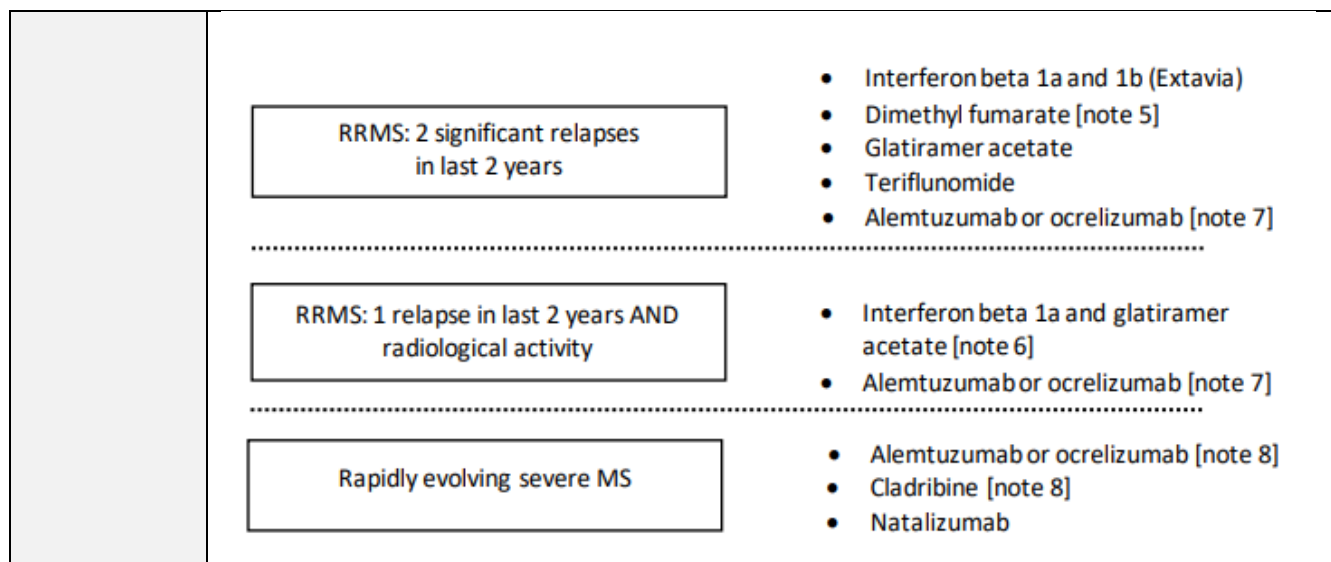 RRMS: 2 significant relapses
in last 2 years
• Interferon beta 1a and 1b (Extavia)
• Dimethyl fumarate [note 5]
• Glatiramer acetate
• Teriflunomide
• Alemtuzumab or ocrelizumab [note 7]
RRMS: 1 relapse in last 2 years AND
radiological activity
• Interferon beta 1a and glatiramer
acetate [note 6]
• Alemtuzumab or ocrelizumab [note 7]
Rapidly evolving severe MS
• Alemtuzumab or ocrelizumab [note 8]
• Cladribine [note 8]
• Natalizumab